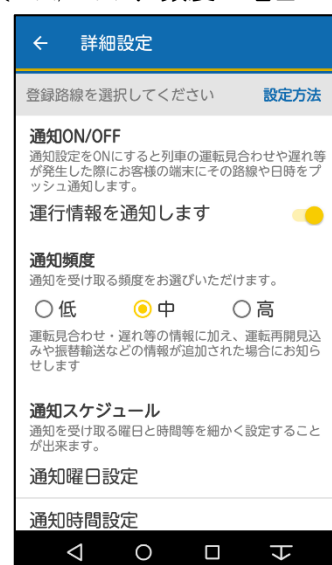 詳細設定
登録路線を選択してください 設定方法
通知ON/OFF
通知設定をONにすると列車の運転見合わせや遅れ等
が発生した際にお客様の端末にその路線や日時をプ
ッシュ通知します。
運行情報を通知します
通知頻度
通知を受け取る頻度をお選びいただけます。
低 中 高
運転見合わせ・遅れ等の情報に加え、運転再開見込
みや振替輸送などの情報が追加された場合にお知ら
せします
通知スケジュール
通知を受け取る曜日と時間等を細かく設定すること
が出来ます。
通知曜日設定
通知時間設定